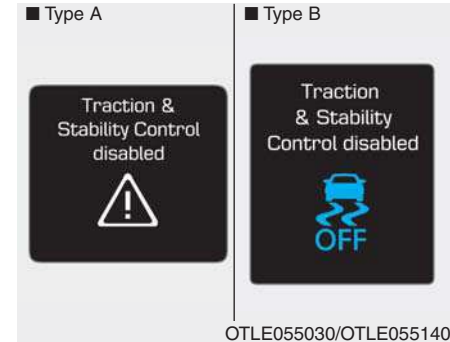 ■ Type A
Traction &
Stability Control
disabled
■ Type B
Traction
& Stability
Control disabled
OFF
OTLE055030/OTLE055140